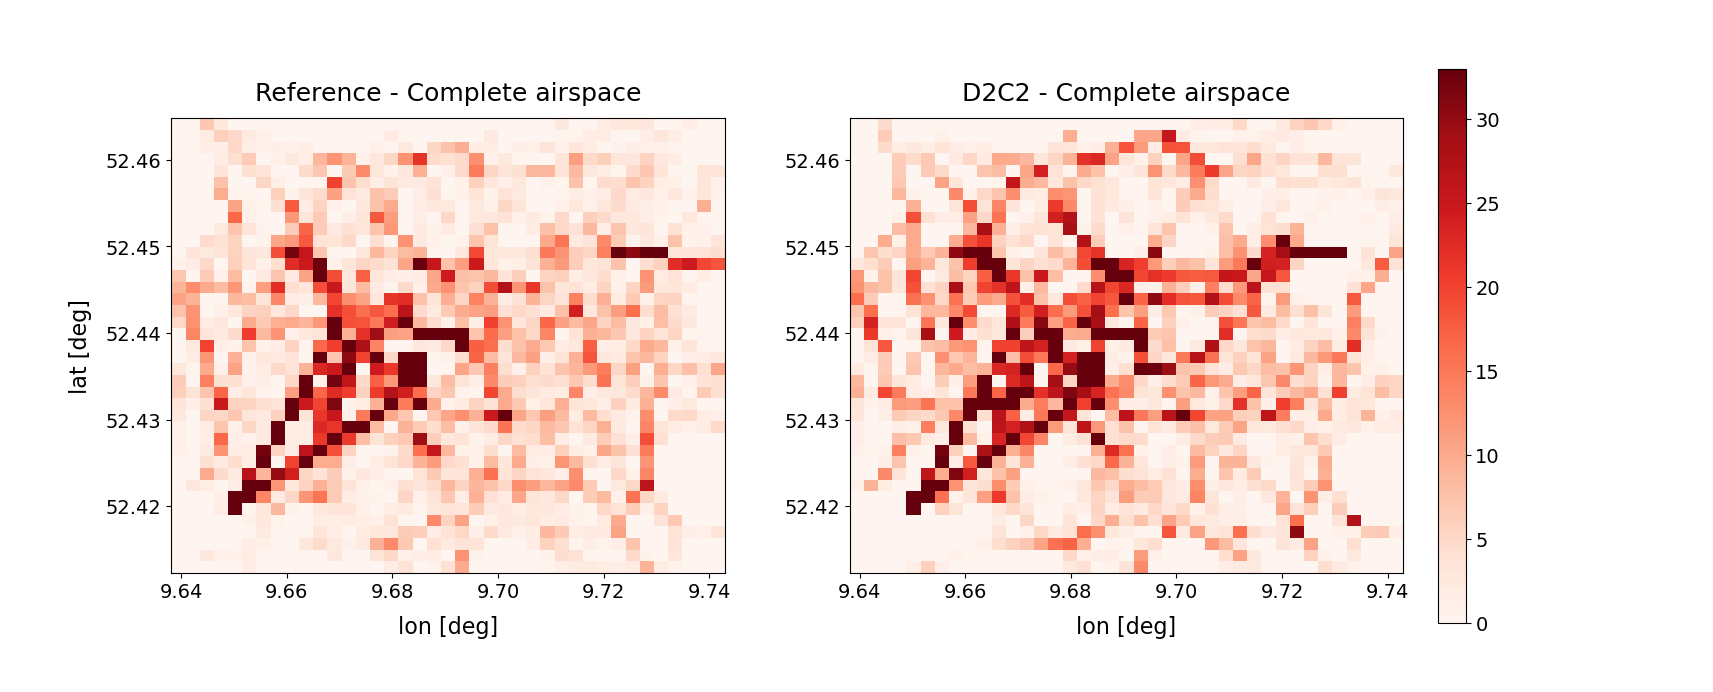 Reference - Complete airspace
D2C2 - Complete airspace
lat [deg]
52.46
52.45
52.44
52.43
52.42
9.64 9.66 9.68 9.70 9.72 9.74
lon [deg]
52.46
52.45
52.44
52.43
52.42
9.64 9.66 9.68 9.70 9.72 9.74
lon [deg]
30
25
20
15
10
5
0